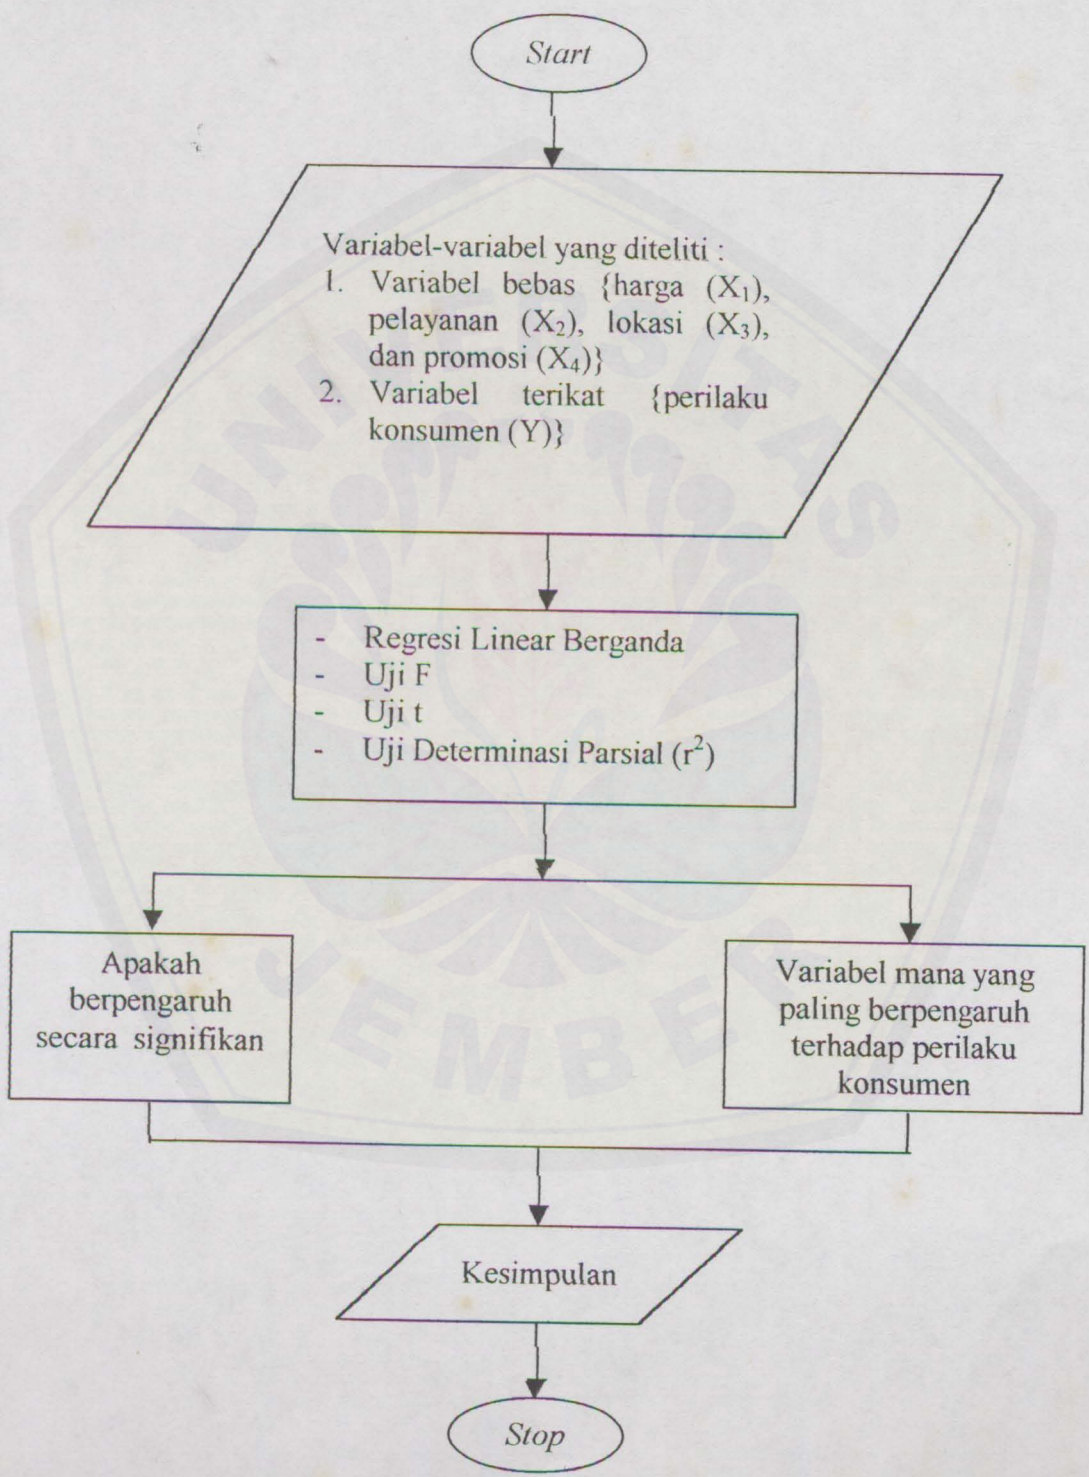 Start
Variabel-variabel yang diteliti :
1. Variabel bebas {harga (X₁),
pelayanan (X₂), lokasi (X₃),
dan promosi (X₄)}
2. Variabel terikat {perilaku
konsumen (Y)}
- Regresi Linear Berganda
- Uji F
- Uji t
- Uji Determinasi Parsial (r²)
Apakah
berpengaruh
secara signifikan
Variabel mana yang
paling berpengaruh
terhadap perilaku
konsumen
Kesimpulan
Stop
UNIVERSITAS
JEMBER